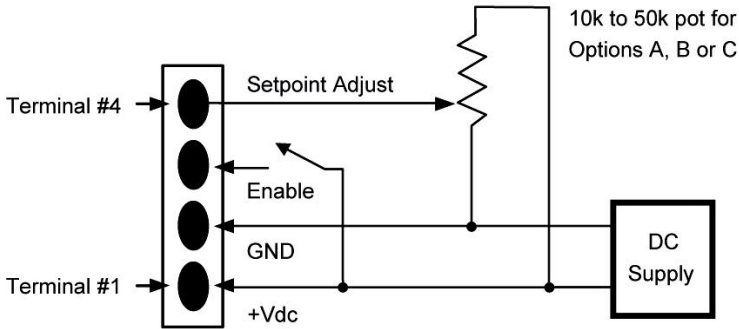 10k to 50k pot for
Options A, B or C
Setpoint Adjust
Terminal #4
Enable
GND
DC
Supply
Terminal #1
+Vdc